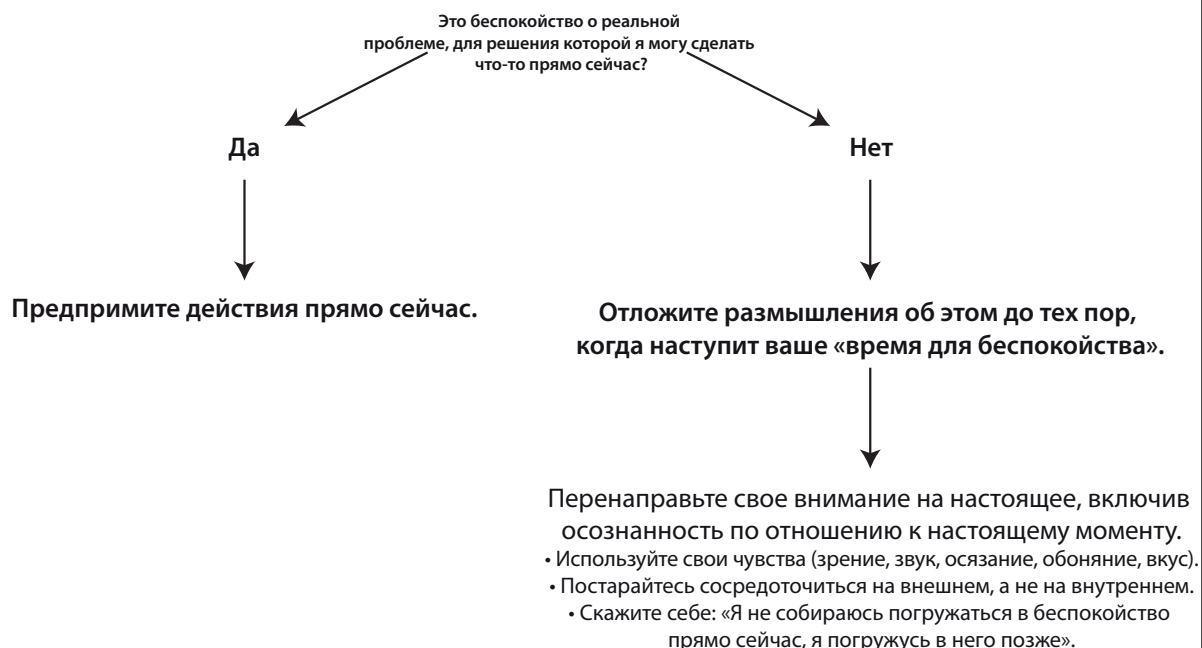 Это беспокойство о реальной
проблеме, для решения которой я могу сделать
что-то прямо сейчас?
Да
Нет
Предпримите действия прямо сейчас.
Отложите размышления об этом до тех пор,
когда наступит ваше «время для беспокойства».
Перенаправьте свое внимание на настоящее, включив
осознанность по отношению к настоящему моменту.
• Используйте свои чувства (зрение, звук, осязание, обоняние, вкус).
• Постарайтесь сосредоточиться на внешнем, а не на внутреннем.
• Скажите себе: «Я не собираюсь погружаться в беспокойство
прямо сейчас, я погружусь в него позже».